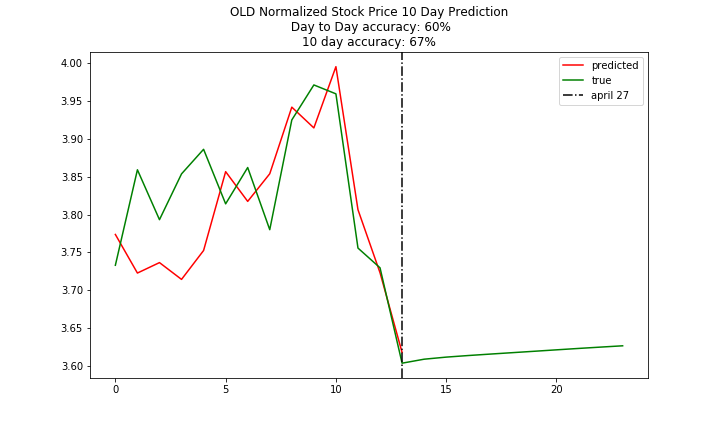 OLD Normalized Stock Price 10 Day Prediction
Day to Day accuracy: 60%
10 day accuracy: 67%
predicted
true
april 27
4.00
3.95
3.90
3.85
3.80
3.75
3.70
3.65
3.60
0 5 10 15 20